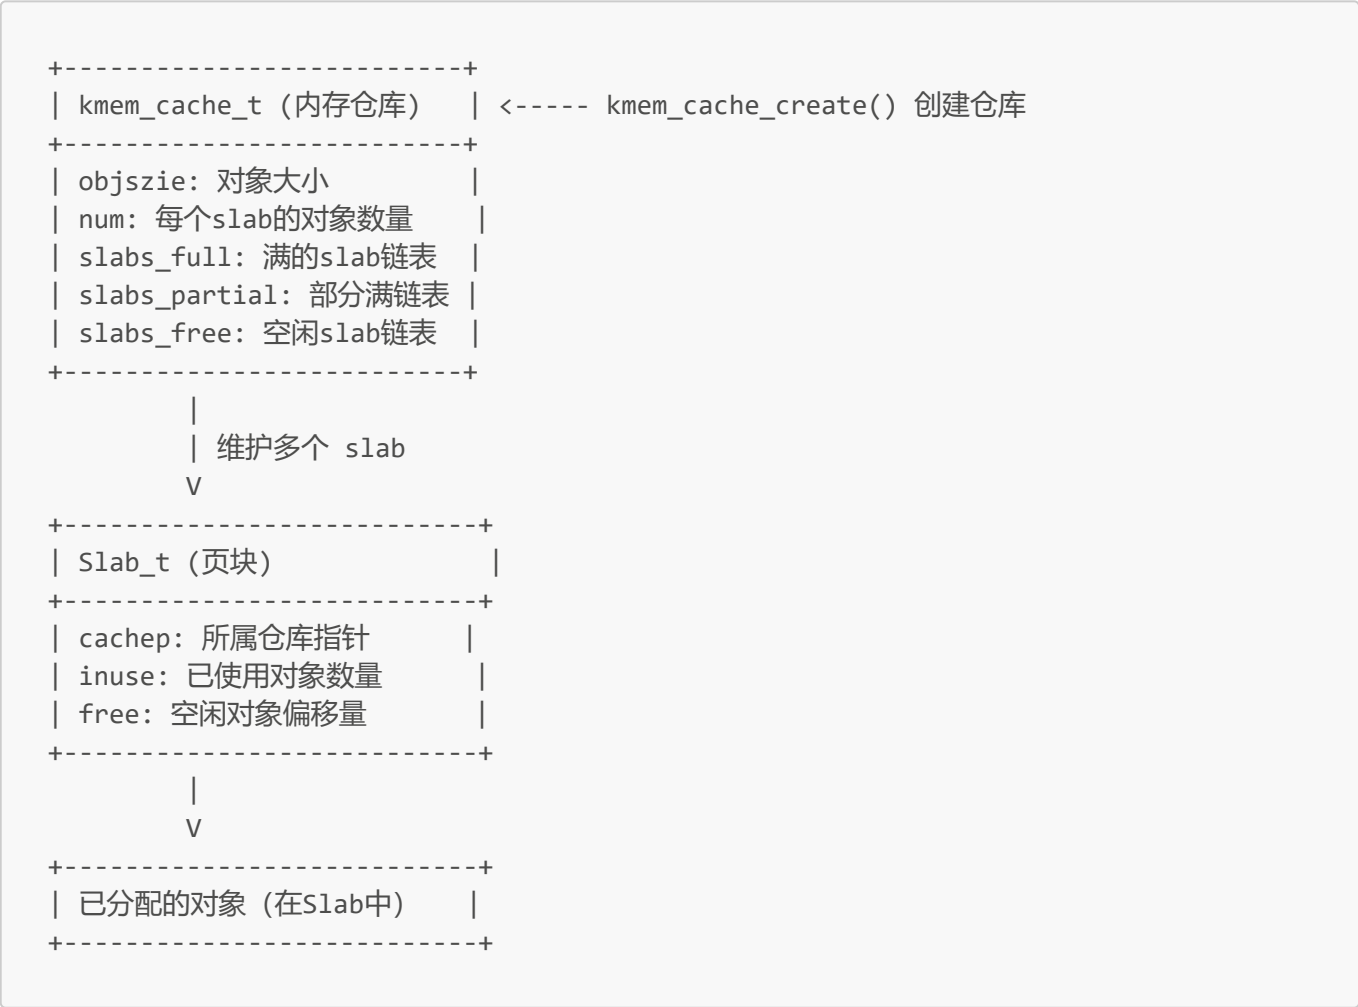 +--------------------------+
| kmem_cache_t (内存仓库)   | <----- kmem_cache_create() 创建仓库
+--------------------------+
| objszie: 对象大小         |
| num: 每个slab的对象数量    |
| slabs_full: 满的slab链表  |
| slabs_partial: 部分满链表 |
| slabs_free: 空闲slab链表  |
+--------------------------+
         |
         | 维护多个 slab
         V
+---------------------------+
| Slab_t (页块)              |
+---------------------------+
| cachep: 所属仓库指针      |
| inuse: 已使用对象数量      |
| free: 空闲对象偏移量       |
+---------------------------+
         |
         V
+---------------------------+
| 已分配的对象 (在Slab中)    |
+---------------------------+